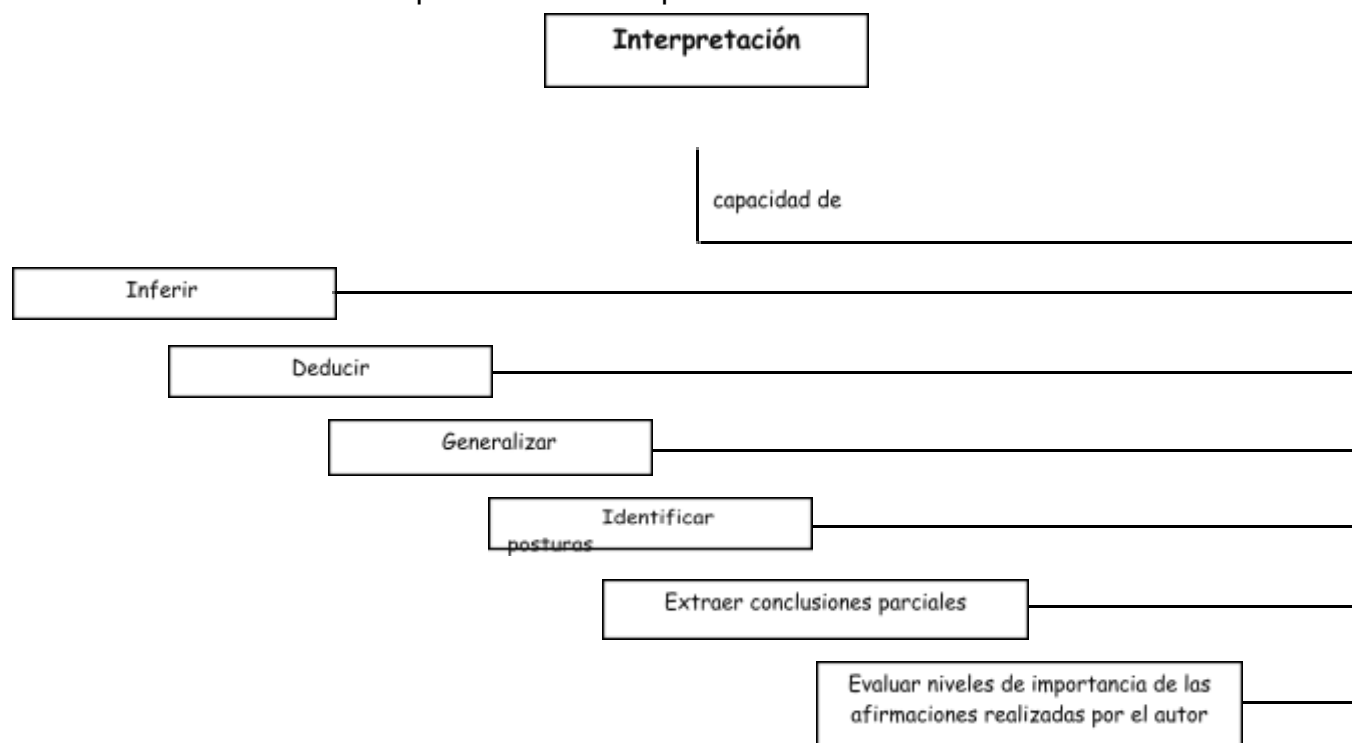 Interpretación
capacidad de
Inferir
Deducir
Generalizar
Identificar
posturas
Extraer conclusiones parciales
Evaluar niveles de importancia de las
afirmaciones realizadas por el autor